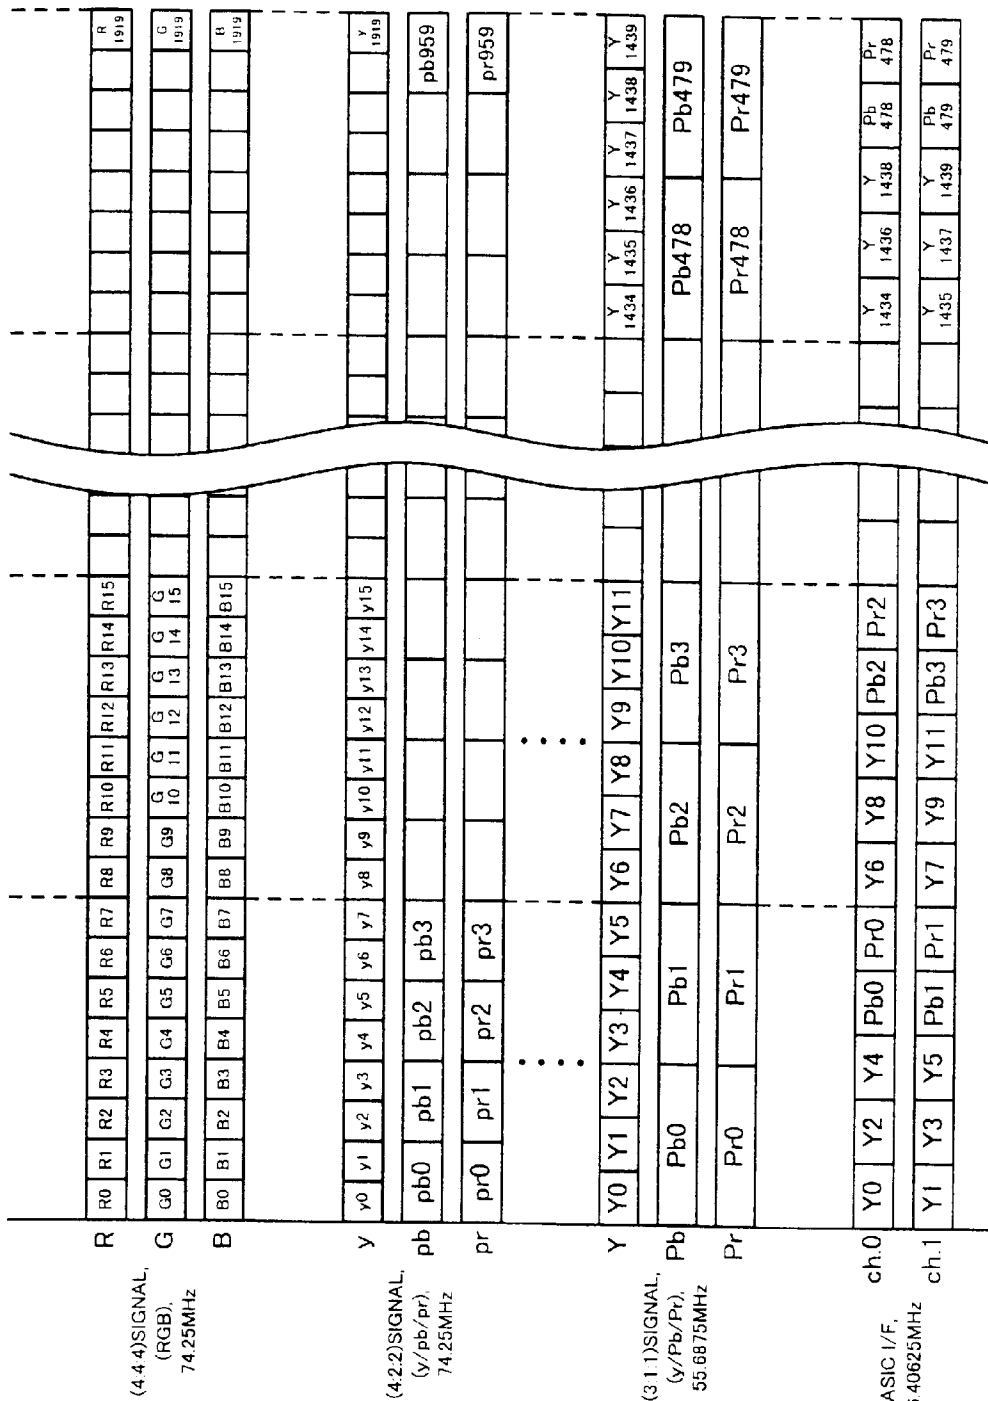 (4:4:4)SIGNAL,
(RGB),
74.25MHz
R R0 R1 R2 R3 R4 R5 R6 R7 R8 R9 R10 R11 R12 R13 R14 R15 R 1919
G G0 G1 G2 G3 G4 G5 G6 G7 G8 G9 G 10 G 11 G 12 G 13 G 14 G 15 G 1919
B B0 B1 B2 B3 B4 B5 B6 B7 B8 B9 B10 B11 B12 B13 B14 B15 B 1919
(4:2:2)SIGNAL,
(y/pb/pr),
74.25MHz
y y0 y1 y2 y3 y4 y5 y6 y7 y8 y9 y10 y11 y12 y13 y14 y15 y 1919
pb pb0 pb1 pb2 pb3 pb959
pr pr0 pr1 pr2 pr3 pr959
(3:1:1)SIGNAL,
(y/Pb/Pr),
55.6875MHz
Y Y0 Y1 Y2 Y3 Y4 Y5 Y6 Y7 Y8 Y9 Y10 Y11 Y 1434 Y 1435 Y 1436 Y 1437 Y 1438 Y 1439
Pb Pb0 Pb1 Pb2 Pb3 Pb478 Pb479
Pr Pr0 Pr1 Pr2 Pr3 Pr478 Pr479
ASIC I/F,
.40625MHz
ch.0 Y0 Y2 Y4 Pb0 Pr0 Y6 Y8 Y10 Pb2 Pr2 Y 1434 Y 1436 Y 1438 Pb 478 Pr 478
ch.1 Y1 Y3 Y5 Pb1 Pr1 Y7 Y9 Y11 Pb3 Pr3 Y 1435 Y 1437 Y 1439 Pb 479 Pr 479